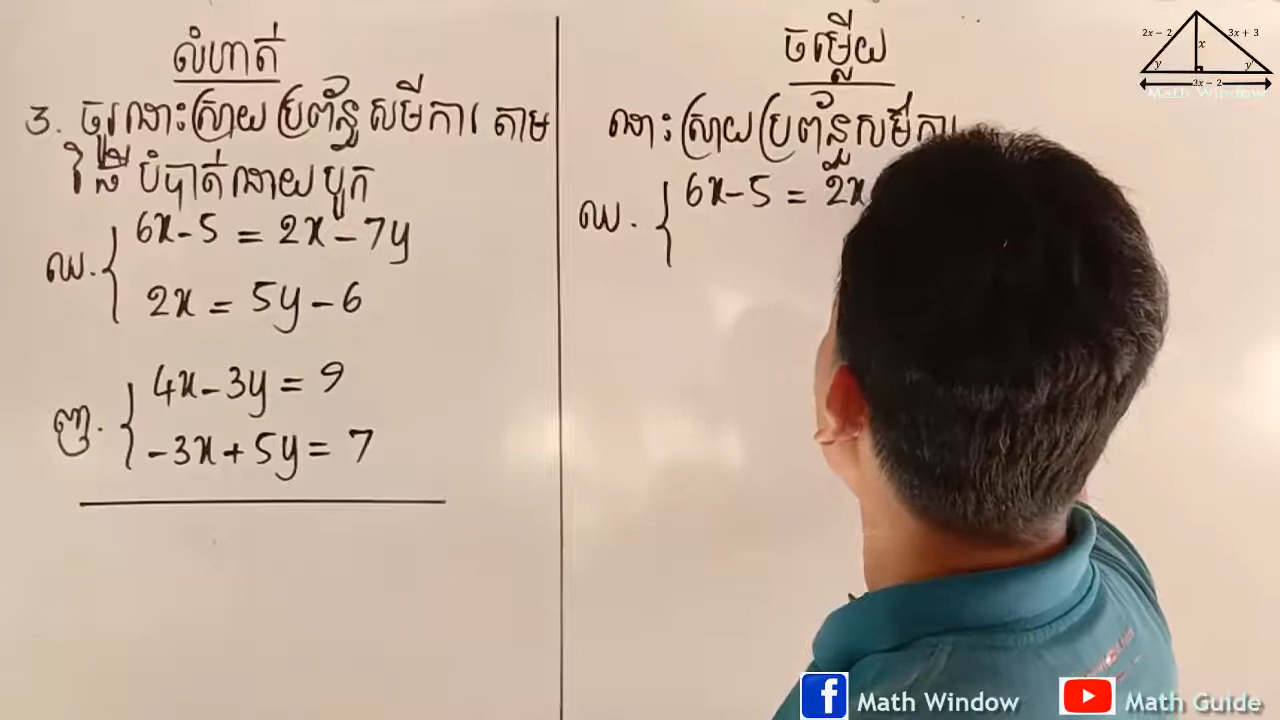 លំហាត់
3. ចូរដោះស្រាយប្រព័ន្ធសមីការ តាម
វិធី បំបាត់ដោយបូក
ឈ. 6x-5 = 2x-7y
2x = 5y-6
ញ. 4x-3y = 9
-3x+5y = 7
ចម្លើយ
ដោះស្រាយប្រព័ន្ធសមីការ
ឈ. 6x-5 = 2x
2x-2
3x+3
x
y
y
3x-2
Math Window
Math Window
Math Guide